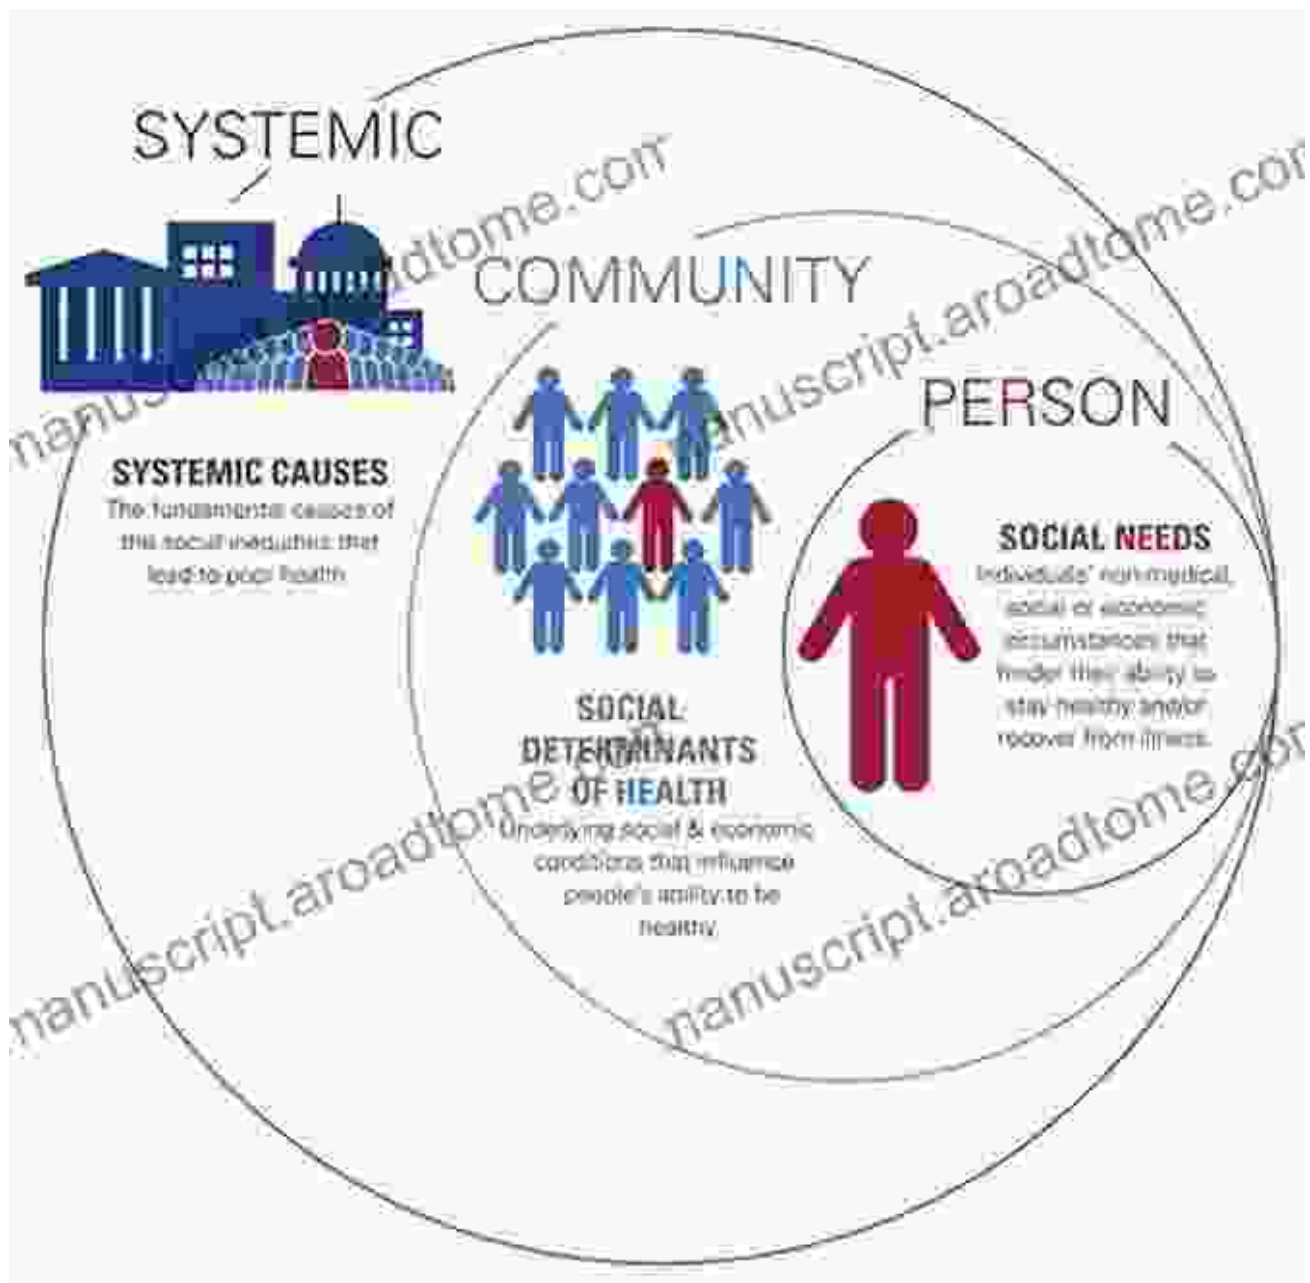 SYSTEMIC
manuscript.aroadtome.com
COMMUNITY
PERSON
SYSTEMIC CAUSES
The fundamental causes of
the social inequities that
lead to poor health
SOCIAL NEEDS
Individuals' non-medical,
social or economic
circumstances that
hinder their ability to
stay healthy and/or
recover from illness.
SOCIAL
DETERMINANTS
OF HEALTH
Underlying social & economic
conditions that influence
people's ability to be
healthy
manuscript.aroadtome.com
manuscript.aroadtome.com
manuscript.aroadtome.com